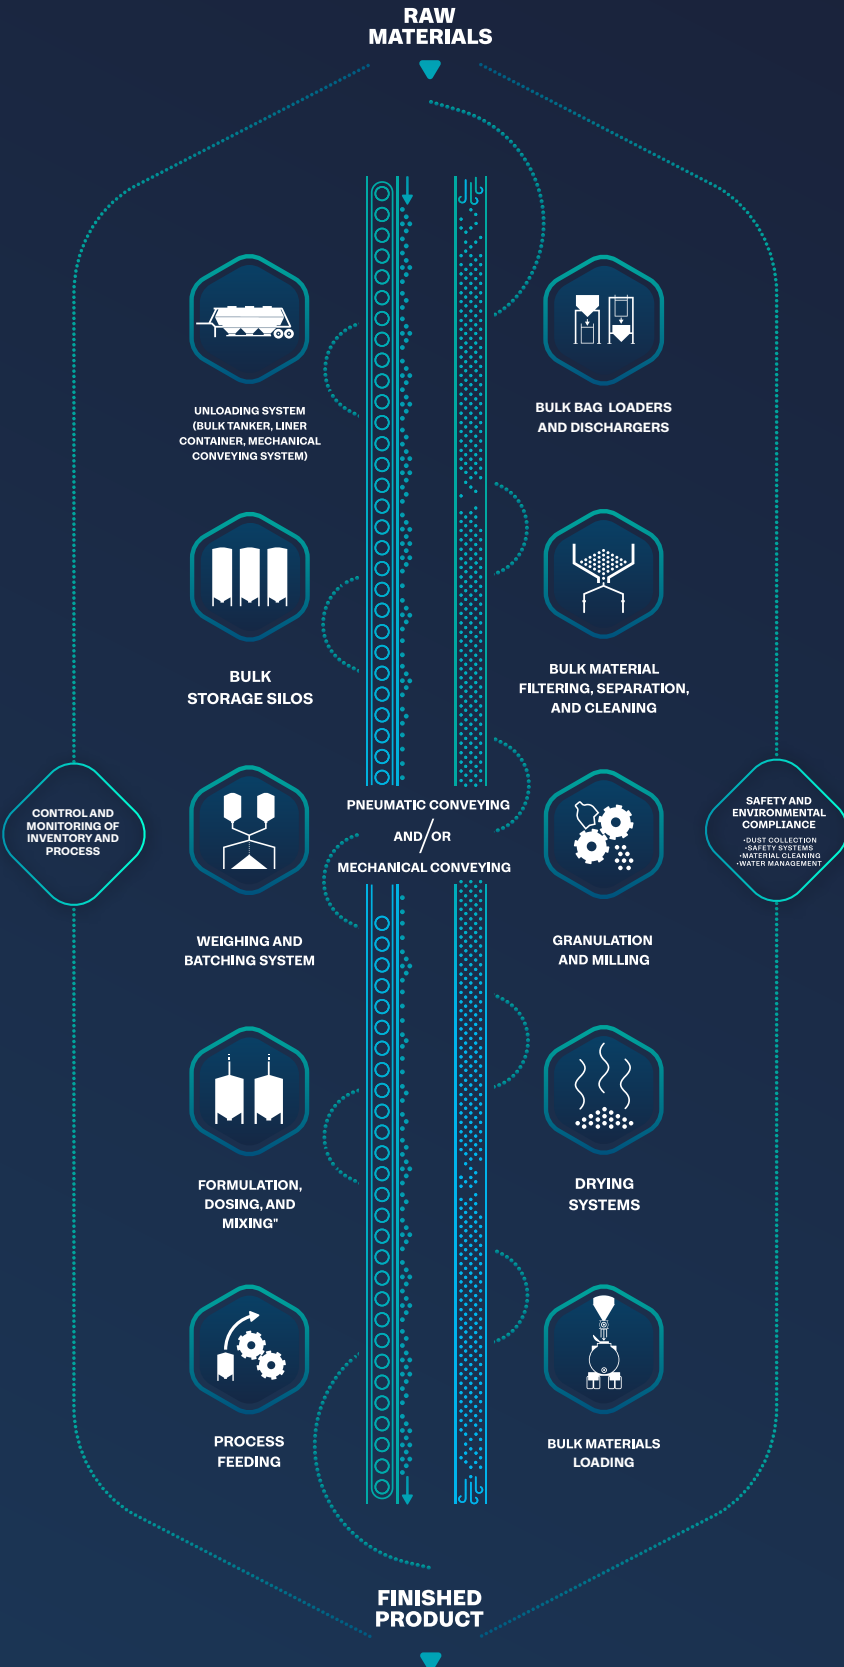 RAW
MATERIALS
UNLOADING SYSTEM
(BULK TANKER, LINER
CONTAINER, MECHANICAL
CONVEYING SYSTEM)
BULK BAG LOADERS
AND DISCHARGERS
BULK
STORAGE SILOS
BULK MATERIAL
FILTERING, SEPARATION,
AND CLEANING
CONTROL AND
MONITORING OF
INVENTORY AND
PROCESS
PNEUMATIC CONVEYING
AND/OR
MECHANICAL CONVEYING
SAFETY AND
ENVIRONMENTAL
COMPLIANCE
•DUST COLLECTION
•SAFETY SYSTEMS
•MATERIAL CLEANING
•WATER MANAGEMENT
WEIGHING AND
BATCHING SYSTEM
GRANULATION
AND MILLING
FORMULATION,
DOSING, AND
MIXING"
DRYING
SYSTEMS
PROCESS
FEEDING
BULK MATERIALS
LOADING
FINISHED
PRODUCT